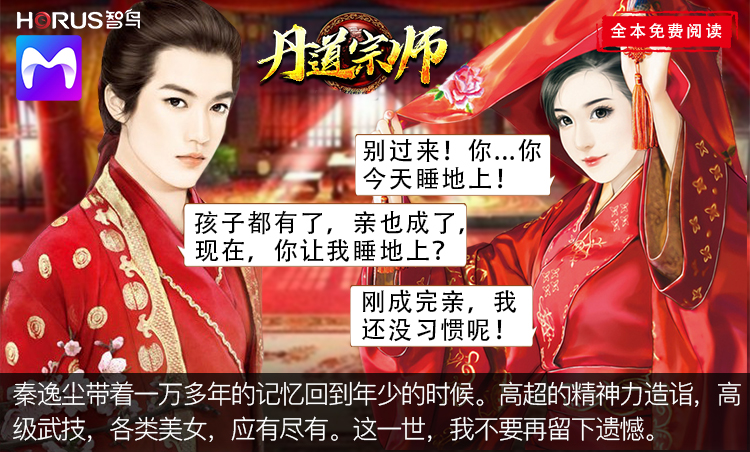 HORUS智鸟
丹道宗师
全本免费阅读
别过来！你...你
今天睡地上！
孩子都有了，亲也成了，
现在，你让我睡地上？
刚成完亲，我
还没习惯呢！
秦逸尘带着一万多年的记忆回到年少的时候。高超的精神力造诣，高
级武技，各类美女，应有尽有。这一世，我不要再留下遗憾。